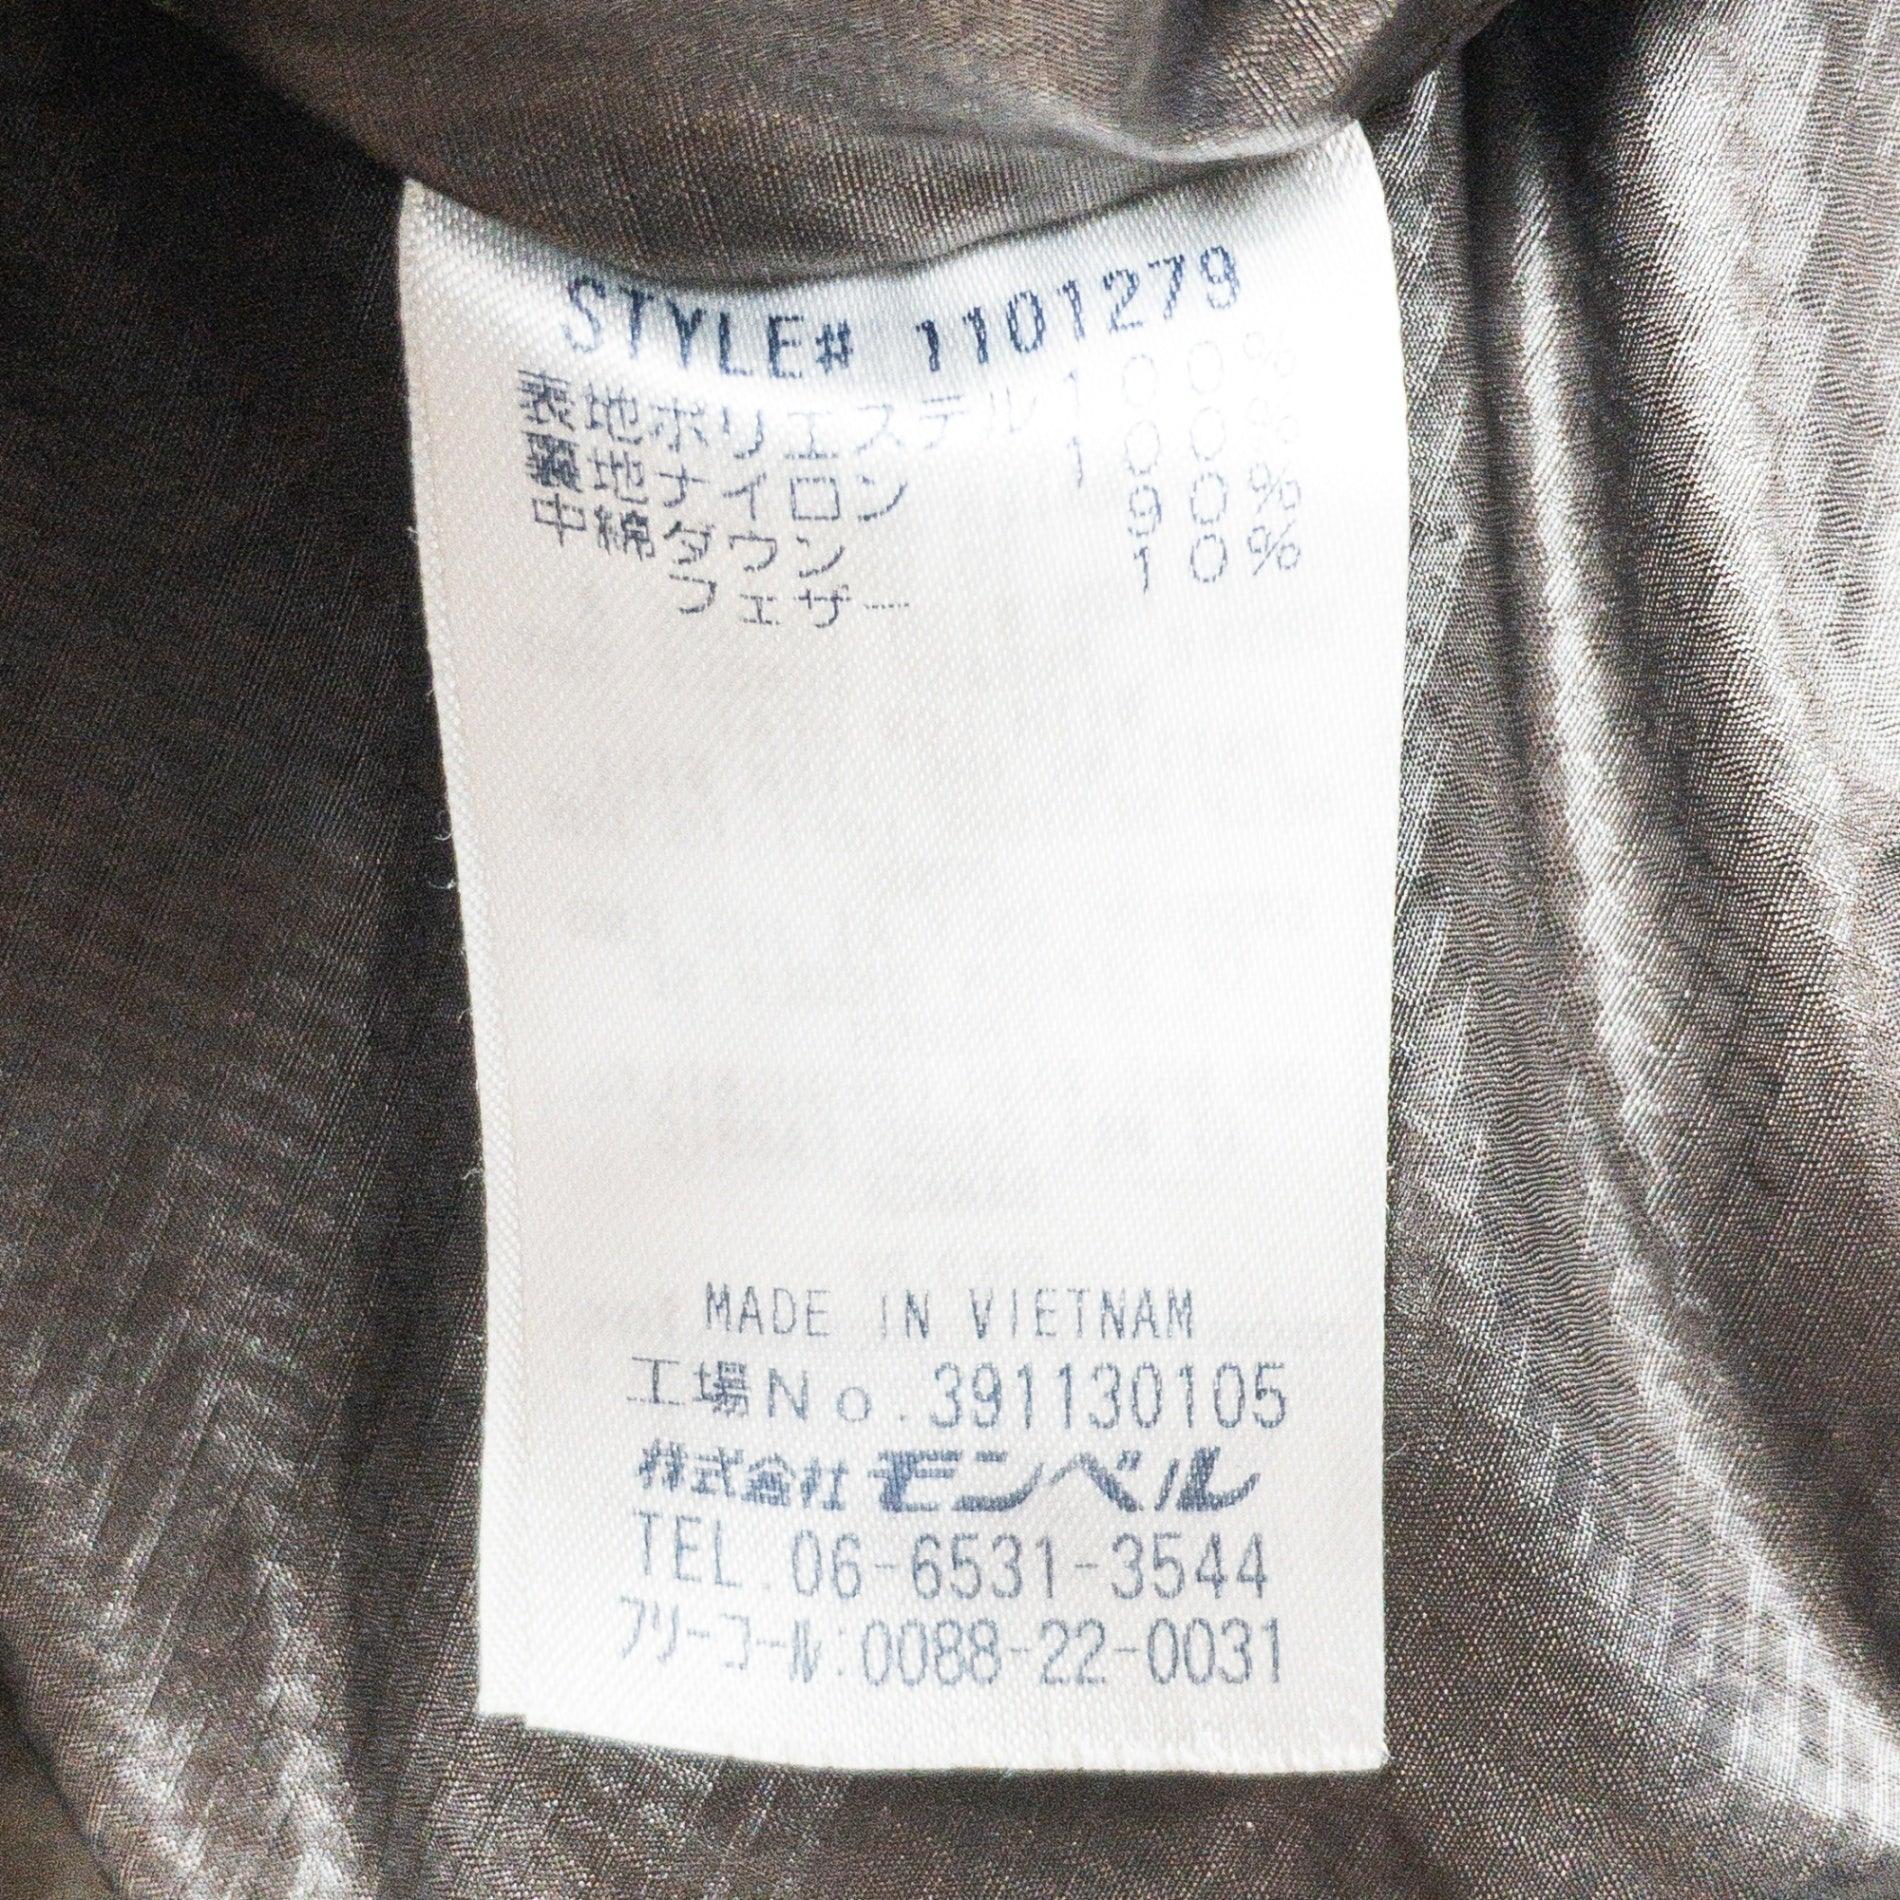 STYLE# 1101279
表地ポリエステル100%
裏地ナイロン 100%
中綿ダウン 90%
フェザー 10%
MADE IN VIETNAM
工場No.391130105
株式会社モンベル
TEL.06-6531-3544
フリーコール:0088-22-0031